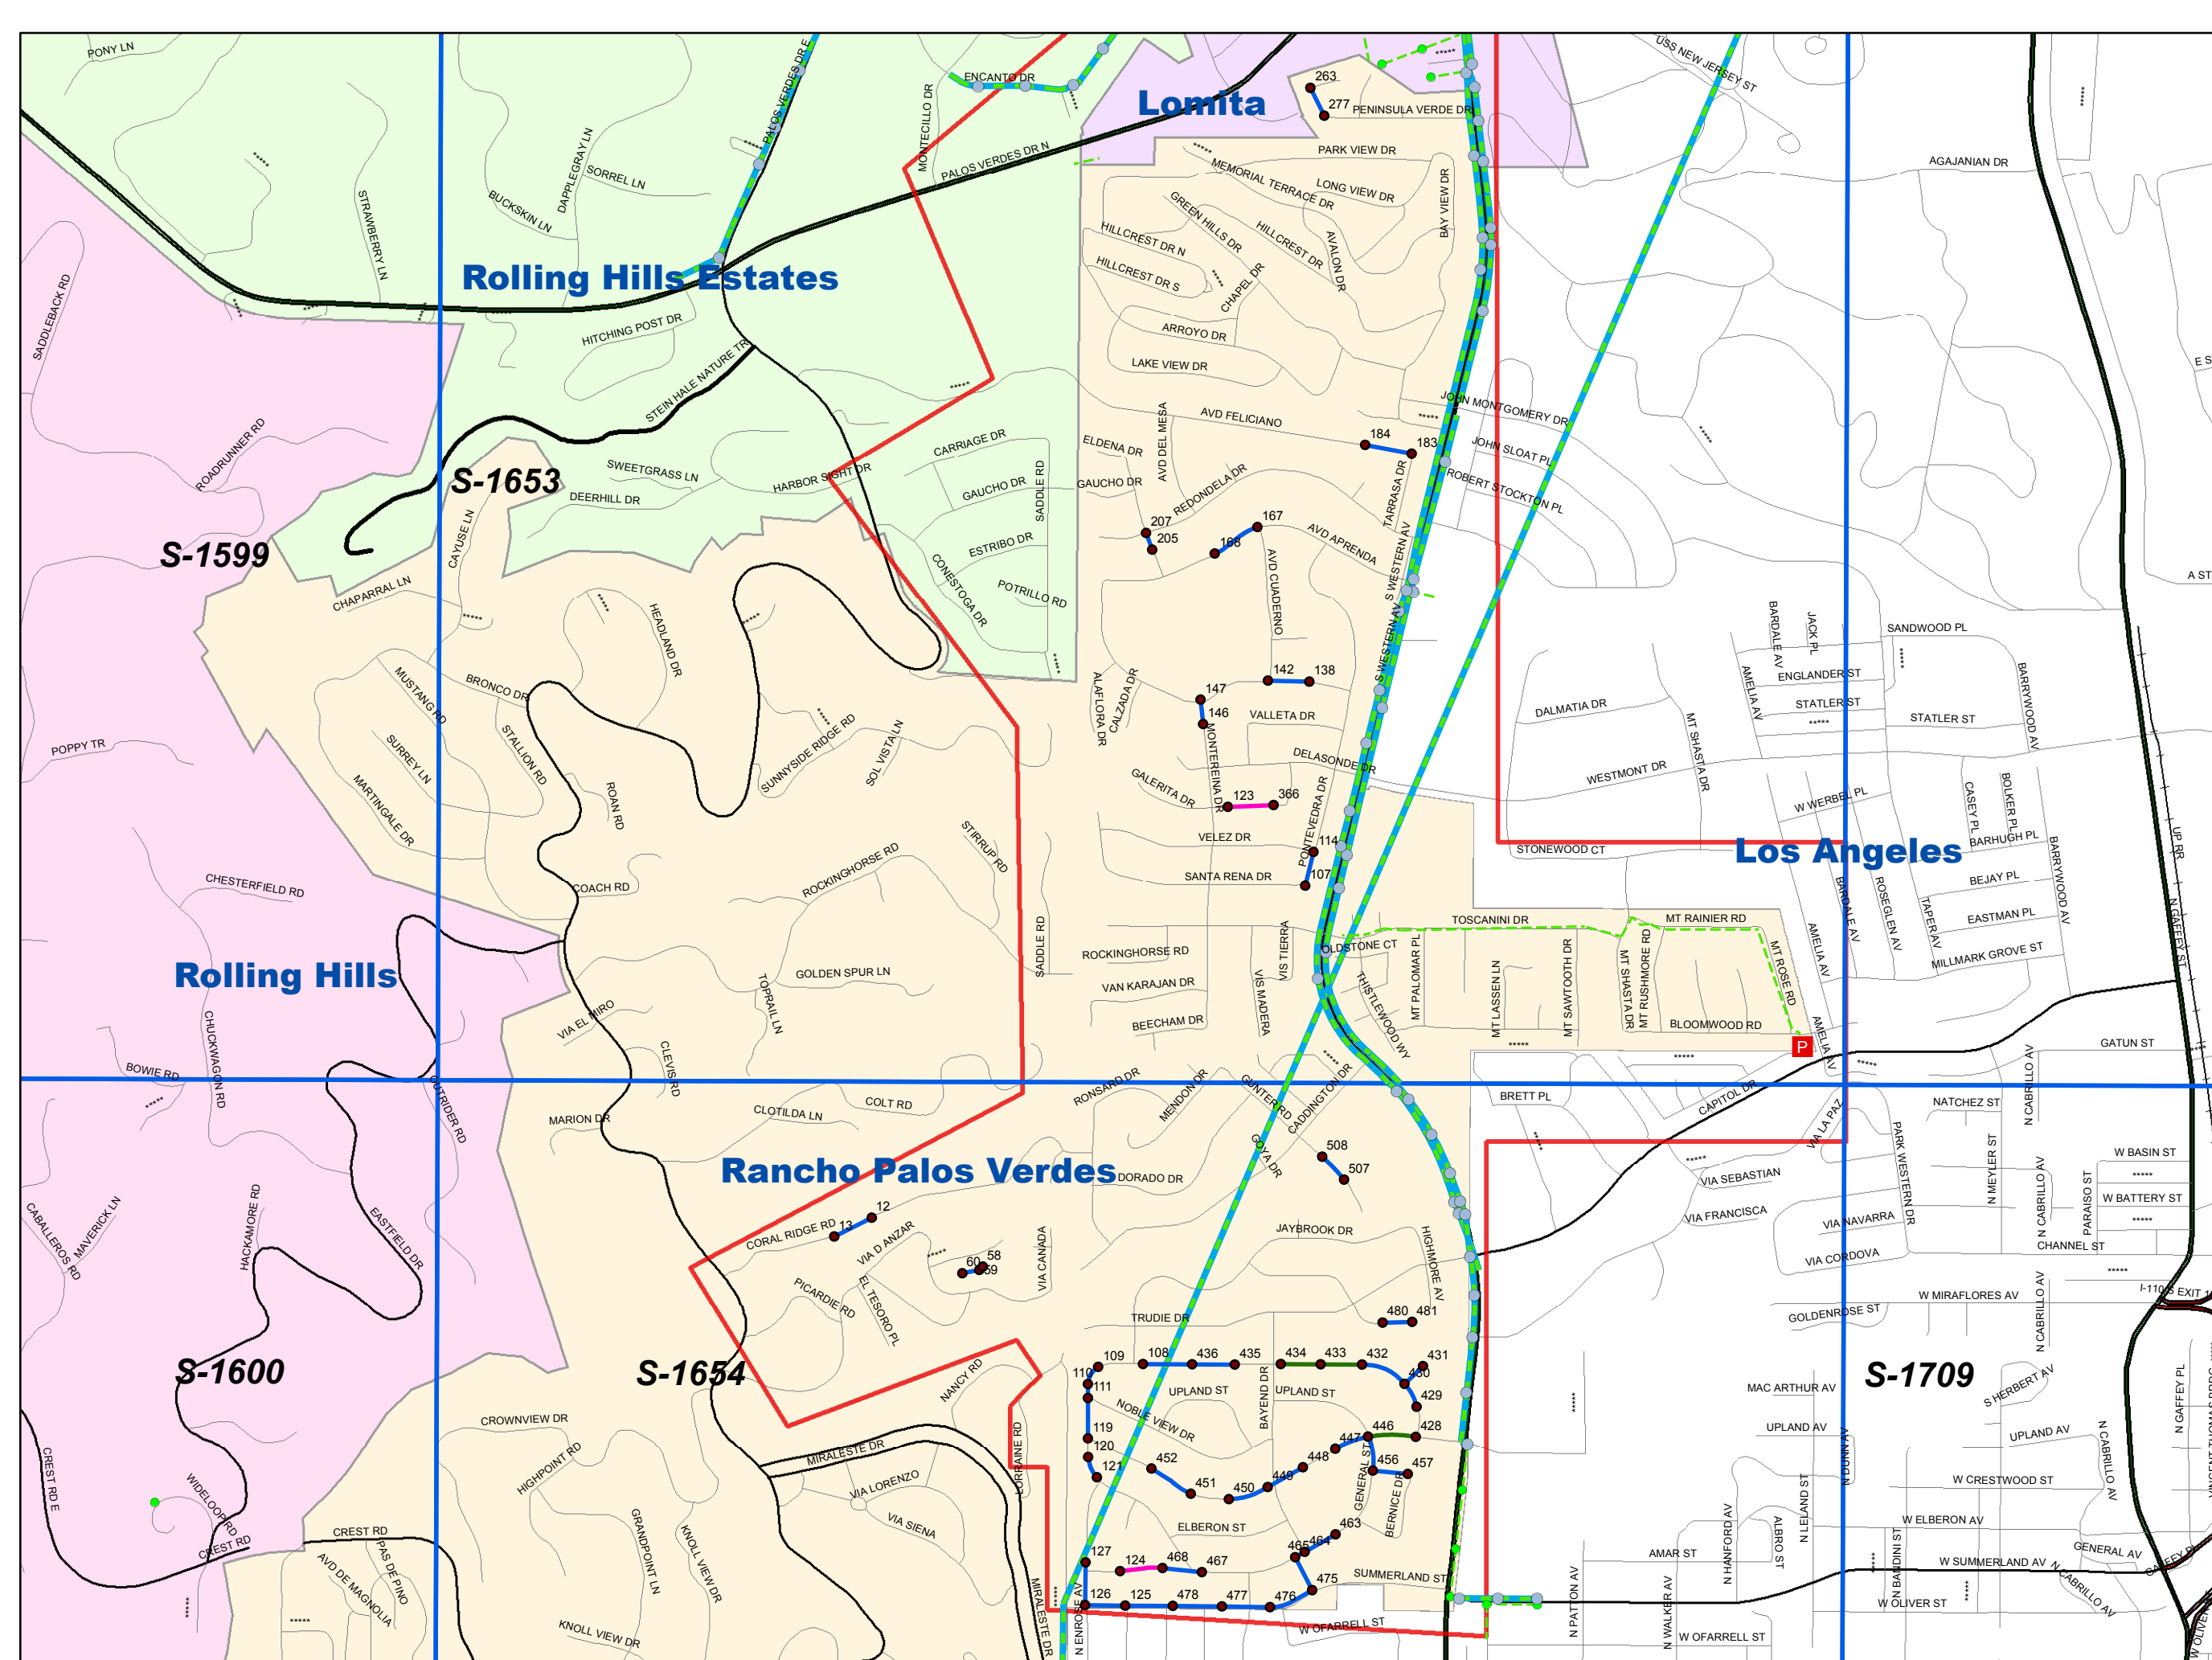 PONY LN
PALOS VERDES DR E
ENCANTO DR
MONTECILLO DR
Lomita
263
277
PENINSULA VERDE DR
USS NEW JERSEY ST
AGAJANIAN DR
DAPPLEGRAY LN
SORREL LN
BUCKSKIN LN
STRAWBERRY LN
PALOS VERDES DR N
PARK VIEW DR
MEMORIAL TERRACE DR
LONG VIEW DR
GREEN HILLS DR
HILLCREST DR
AVALON DR
BAY VIEW DR
HILLCREST DR N
HILLCREST DR S
CHAPEL DR
Rolling Hills Estates
SADDLEBACK RD
HITCHING POST DR
STEIN HALE NATURE TR
ARROYO DR
LAKE VIEW DR
E S
JOHN MONTGOMERY DR
AVD FELICIANO
184
183
JOHN SLOAT PL
ROBERT STOCKTON PL
ROADRUNNER RD
S-1653
SWEETGRASS LN
DEERHILL DR
HARBOR SIGHT DR
CARRIAGE DR
GAUCHO DR
SADDLE RD
ELDENA DR
GAUCHO DR
AVD DEL MESA
REDONDELA DR
TARRASA DR
S-1599
CAYUSE LN
207
205
167
168
AVD APRENDA
AVD CUADERNO
S WESTERN AV
S WESTERN AV
A ST
ESTRIBO DR
CONESTOGA DR
POTRILLO RD
CHAPARRAL LN
HEADLAND DR
BARDALE AV
JACK PL
SANDWOOD PL
MUSTANG RD
BRONCO DR
STALLION RD
SURREY LN
MARTINGALE DR
ROAN RD
SUNNYSIDE RIDGE RD
SOL VISTA LN
ALAFLORA DR
CALZADA DR
142
138
147
146
VALLETA DR
MONTEREINA DR
DELASONDE DR
DALMATIA DR
MT SHASTA DR
AMELIA AV
ENGLANDER ST
STATLER ST
STATLER ST
BARRYWOOD AV
POPPY TR
GALERITA DR
123
366
PONTEVEDRA DR
WESTMONT DR
W WERBEL PL
CASEY PL
BOLKER PL
BARHUGH PL
VELEZ DR
114
107
SANTA RENA DR
STONEWOOD CT
Los Angeles
BARDALE AV
ROSEGLEN AV
TAPER AV
BEJAY PL
EASTMAN PL
MILLMARK GROVE ST
BARRYWOOD AV
UP RR
N GAFFEY ST
CHESTERFIELD RD
COACH RD
ROCKINGHORSE RD
STIRRUP RD
SADDLE RD
TOSCANINI DR
MT RAINIER RD
OLDSTONE CT
AMELIA AV
Rolling Hills
GOLDEN SPUR LN
TOPRAIL LN
ROCKINGHORSE RD
VAN KARAJAN DR
BEECHAM DR
VIS TIERRA
VIS MADERA
THISTLEWOOD WY
MT PALOMAR PL
MT LASSEN LN
MT SAWTOOTH DR
MT SHASTA DR
MT RUSHMORE RD
MT ROSE RD
BLOOMWOOD RD
P
AMELIA AV
VIA EL MIRO
CLEVIS RD
CHUCKWAGON RD
BOWIE RD
OUTRIDER RD
MARION DR
CLOTILDA LN
COLT RD
RONSARD DR
MENDON DR
GUNTER RD
CADDINGTON DR
GATUN ST
BRETT PL
CAPITOL DR
VIA LA PAZ
NATCHEZ ST
N CABRILLO AV
PARK WESTERN DR
Rancho Palos Verdes
DORADO DR
GOYA DR
508
507
VIA SEBASTIAN
N MEYLER ST
N CABRILLO AV
PARAISO ST
W BASIN ST
W BATTERY ST
CABALLEROS RD
MAVERICK LN
HACKAMORE RD
EASTFIELD DR
CORAL RIDGE RD
13
12
VIA D ANZAR
60
58
59
VIA CANADA
JAYBROOK DR
HIGHMORE AV
VIA FRANCISCA
VIA NAVARRA
VIA CORDOVA
CHANNEL ST
PICARDIE RD
EL TESORO PL
TRUDIE DR
480
481
GOLDENROSE ST
W MIRAFLORES AV
N CABRILLO AV
S-1600
S-1654
NANCY RD
109
108
436
435
434
433
432
431
430
429
110
111
UPLAND ST
UPLAND ST
BAYEND DR
NOBLE VIEW DR
MAC ARTHUR AV
S-1709
S HERBERT AV
N GAFFEY PL
CROWNVIEW DR
HIGHPOINT RD
MIRALESTE DR
LORRAINE RD
119
120
121
452
451
450
449
448
447
446
428
456
457
GENERAL ST
BERNICE DR
UPLAND AV
N DUNN AV
UPLAND AV
N CABRILLO AV
W CRESTWOOD ST
CREST RD E
WIDELOOP RD
CREST RD
CREST RD
VIA LORENZO
VIA SIENA
GRANDPOINT LN
KNOLL VIEW DR
ELBERON ST
463
464
465
N LELAND ST
N HANFORD AV
ALBRO ST
W ELBERON AV
GENERAL AV
AVD DE MAGNOLIA
PAS DE PINO
127
124
468
467
475
SUMMERLAND ST
AMAR ST
N BANDINI ST
W SUMMERLAND AV
N CABRILLO AV
KNOLL VIEW DR
MIRALESTE DR
N ENROSE AV
126
125
478
477
476
W OFARRELL ST
N PATTON AV
N WALKER AV
W OFARRELL ST
W OLIVER ST